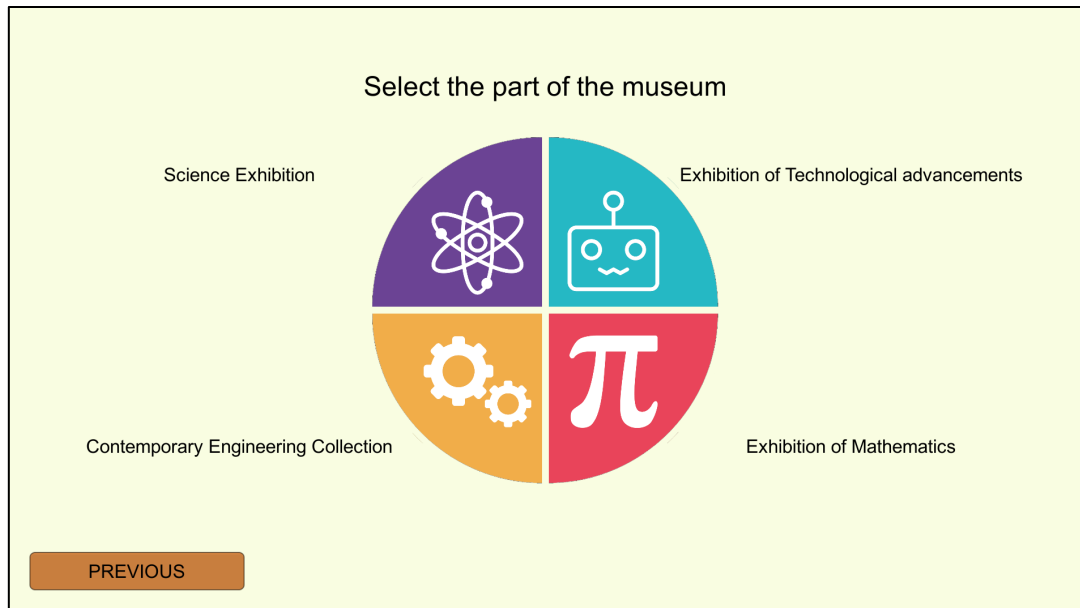 Select the part of the museum
Science Exhibition
Exhibition of Technological advancements
π
Contemporary Engineering Collection
Exhibition of Mathematics
PREVIOUS